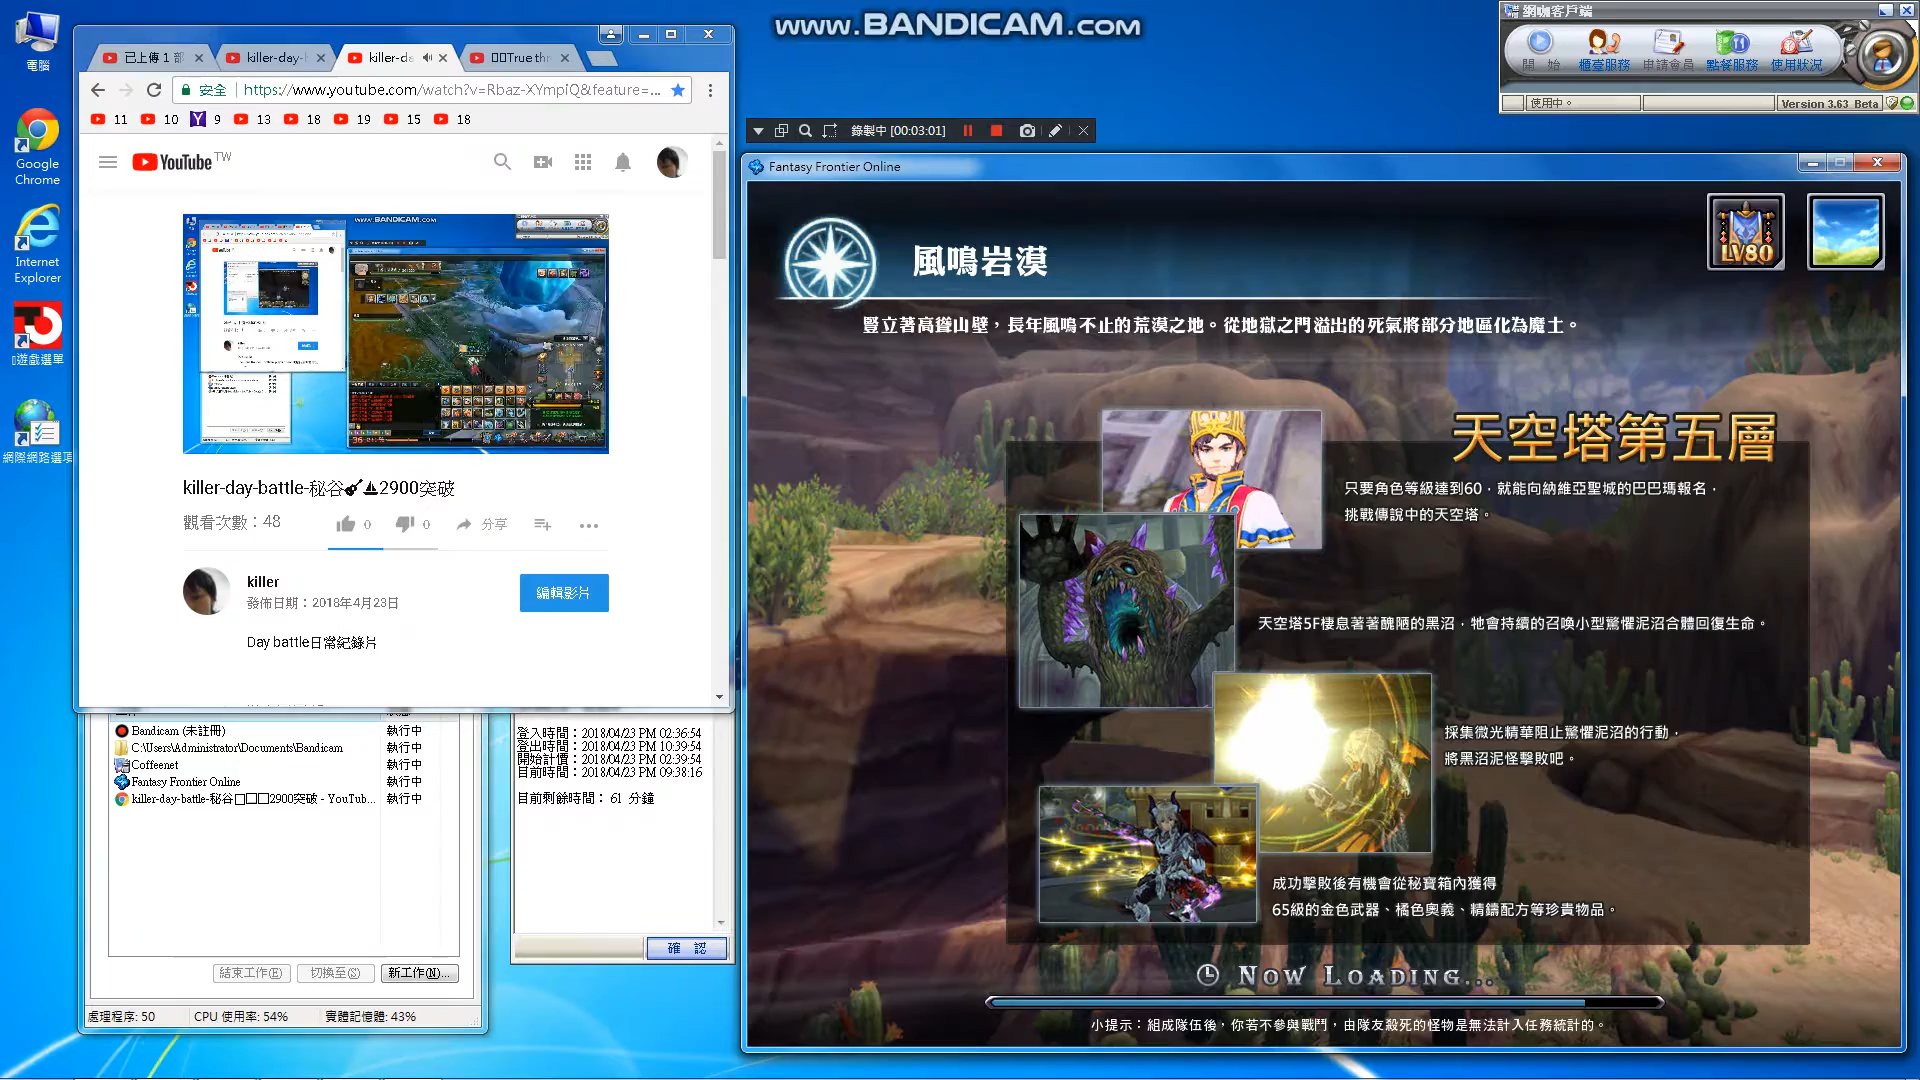 www.BANDICAM.com
電腦
Google
Chrome
Internet
Explorer
遊戲選單
網際網路選項
已上傳 1 部
killer-day-
killer-da
True thr
安全
https://www.youtube.com/watch?v=Rbaz-XYmpiQ&feature=...
11
10
9
13
18
19
15
18
YouTube TW
WWW.BANDICAM.COM
killer-day-battle-秘谷2900突破
觀看次數：48
0
0
分享
killer
發佈日期：2018年4月23日
編輯影片
Day battle日常紀錄片
Bandicam (未註冊) 執行中
C:\Users\Administrator\Documents\Bandicam 執行中
Coffeenet 執行中
Fantasy Frontier Online 執行中
killer-day-battle-秘谷□□□2900突破 - YouTub... 執行中
結束工作(E)
切換至(S)
新工作(N)...
處理程序: 50
CPU 使用率: 54%
實體記憶體: 43%
登入時間：2018/04/23 PM 02:36:54
登出時間：2018/04/23 PM 10:39:54
開始計價：2018/04/23 PM 02:39:54
目前時間：2018/04/23 PM 09:38:16
目前剩餘時間： 61 分鐘
確 認
錄製中 [00:03:01]
網咖客戶端
開 始
櫃臺服務
申請會員
點餐服務
使用狀況
使用中。
Version 3.63 Beta
Fantasy Frontier Online
風鳴岩漠
LV80
豎立著高聳山壁，長年風鳴不止的荒漠之地。從地獄之門溢出的死氣將部分地區化為魔土。
天空塔第五層
只要角色等級達到60，就能向納維亞聖城的巴巴瑪報名，
挑戰傳說中的天空塔。
天空塔5F棲息著著醜陋的黑沼，牠會持續的召喚小型驚懼泥沼合體回復生命。
採集微光精華阻止驚懼泥沼的行動，
將黑沼泥怪擊敗吧。
成功擊敗後有機會從秘寶箱內獲得
65級的金色武器、橘色奧義、精鑄配方等珍貴物品。
NOW LOADING...
小提示：組成隊伍後，你若不參與戰鬥，由隊友殺死的怪物是無法計入任務統計的。